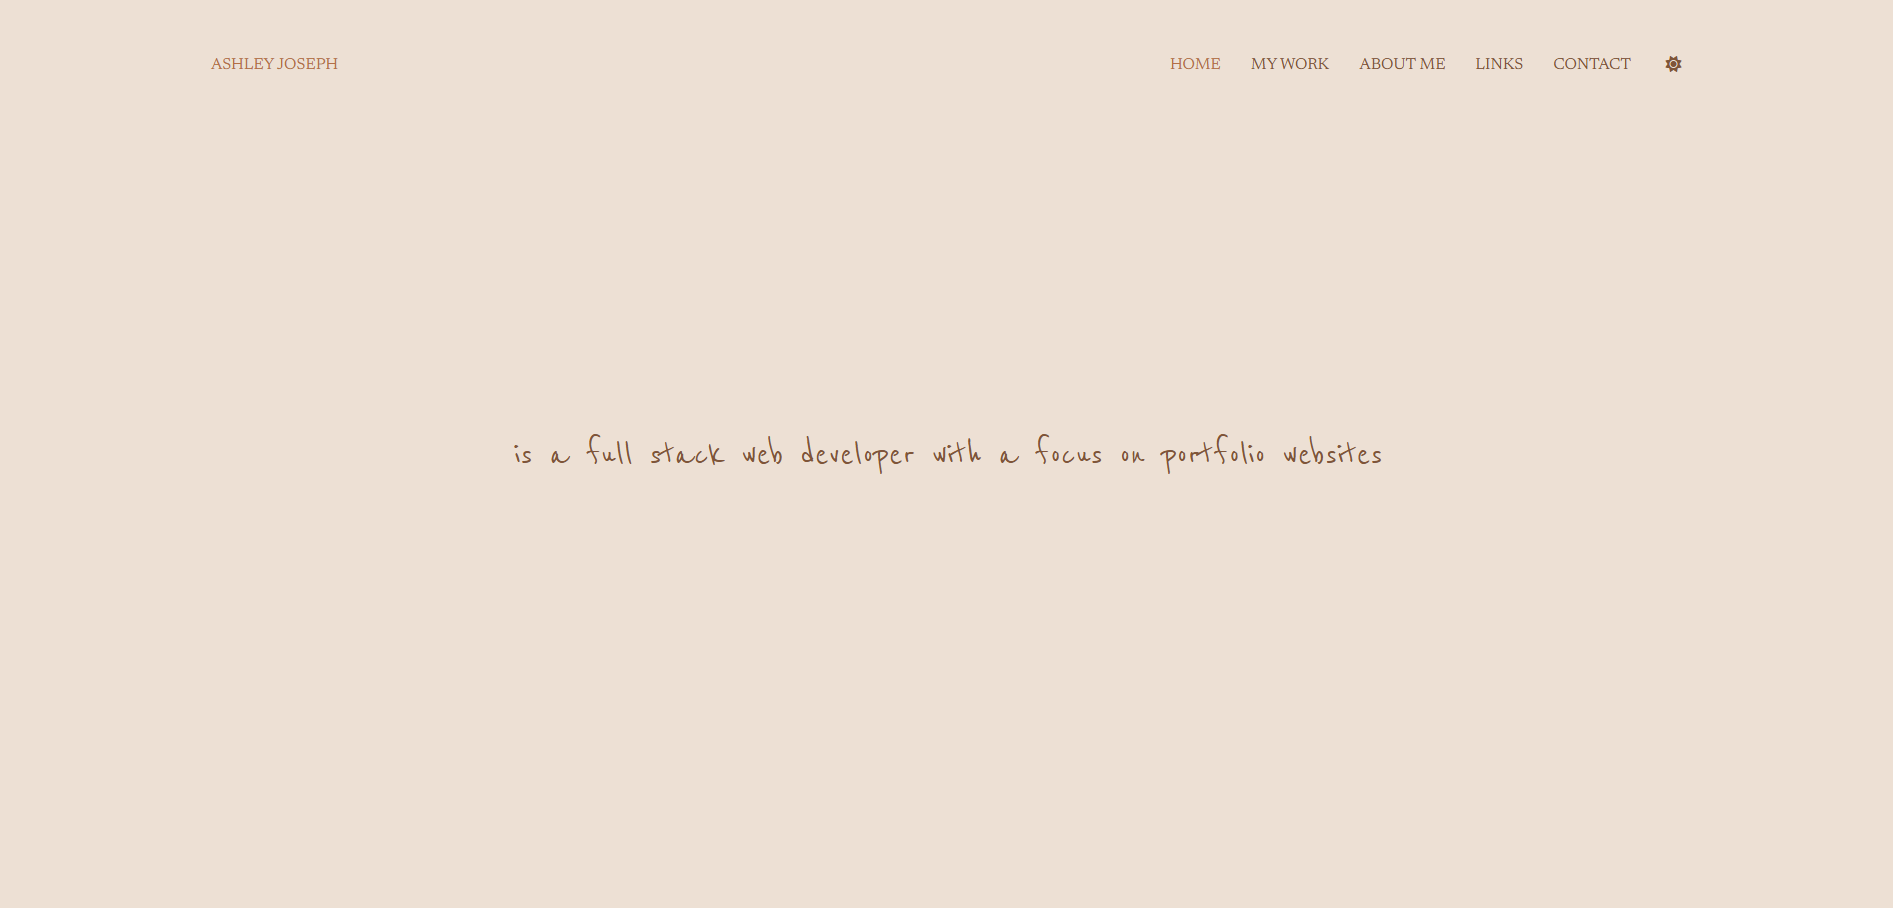 ASHLEY JOSEPH
HOME MY WORK ABOUT ME LINKS CONTACT
is a full stack web developer with a focus on portfolio websites